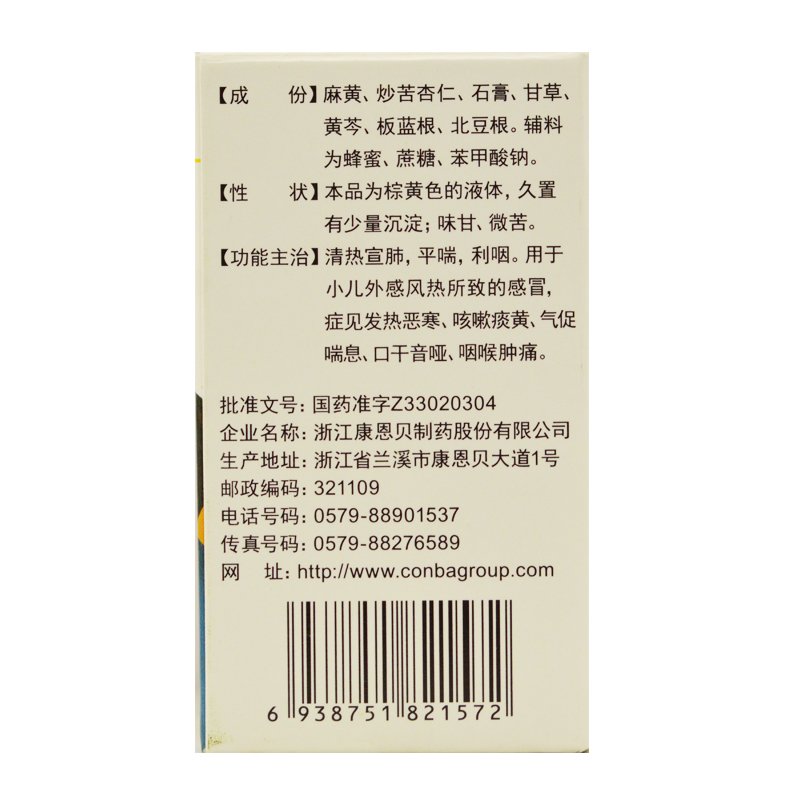 【成　份】麻黄、炒苦杏仁、石膏、甘草、
黄芩、板蓝根、北豆根。辅料
为蜂蜜、蔗糖、苯甲酸钠。
【性　状】本品为棕黄色的液体，久置
有少量沉淀；味甘、微苦。
【功能主治】清热宣肺，平喘，利咽。用于
小儿外感风热所致的感冒，
症见发热恶寒、咳嗽痰黄、气促
喘息、口干音哑、咽喉肿痛。
批准文号：国药准字Z33020304
企业名称：浙江康恩贝制药股份有限公司
生产地址：浙江省兰溪市康恩贝大道1号
邮政编码：321109
电话号码：0579-88901537
传真号码：0579-88276589
网　址：http://www.conbagroup.com
6 938751 821572